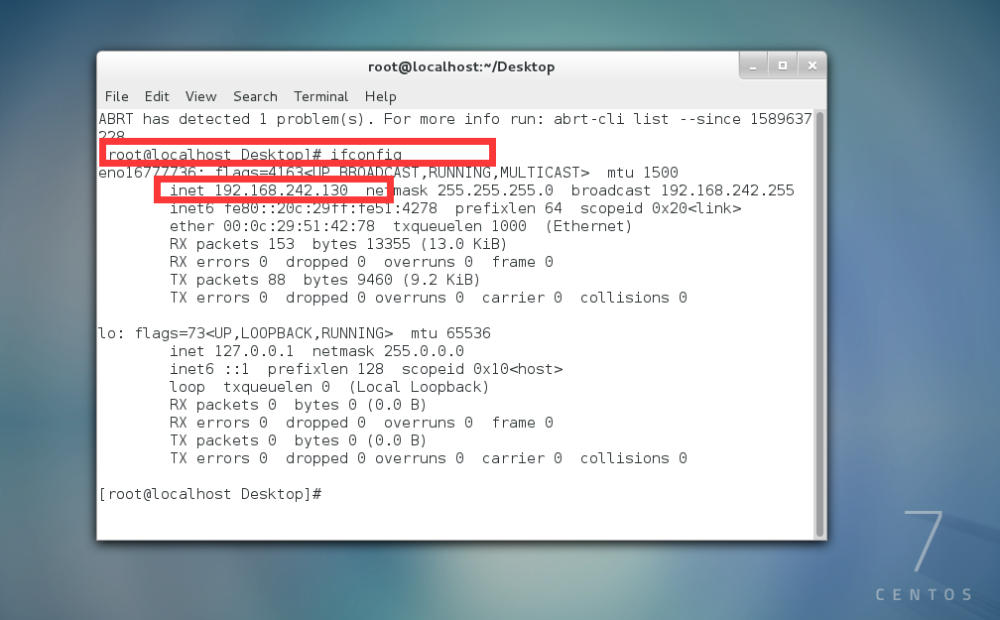 root@localhost:~/Desktop
File Edit View Search Terminal Help
ABRT has detected 1 problem(s). For more info run: abrt-cli list --since 1589637
228
[root@localhost Desktop]# ifconfig
eno16777736: flags=4163<UP,BROADCAST,RUNNING,MULTICAST>  mtu 1500
        inet 192.168.242.130  netmask 255.255.255.0  broadcast 192.168.242.255
        inet6 fe80::20c:29ff:fe51:4278  prefixlen 64  scopeid 0x20<link>
        ether 00:0c:29:51:42:78  txqueuelen 1000  (Ethernet)
        RX packets 153  bytes 13355 (13.0 KiB)
        RX errors 0  dropped 0  overruns 0  frame 0
        TX packets 88  bytes 9460 (9.2 KiB)
        TX errors 0  dropped 0 overruns 0  carrier 0  collisions 0
lo: flags=73<UP,LOOPBACK,RUNNING>  mtu 65536
        inet 127.0.0.1  netmask 255.0.0.0
        inet6 ::1  prefixlen 128  scopeid 0x10<host>
        loop  txqueuelen 0  (Local Loopback)
        RX packets 0  bytes 0 (0.0 B)
        RX errors 0  dropped 0  overruns 0  frame 0
        TX packets 0  bytes 0 (0.0 B)
        TX errors 0  dropped 0 overruns 0  carrier 0  collisions 0
[root@localhost Desktop]#
7
CENTOS